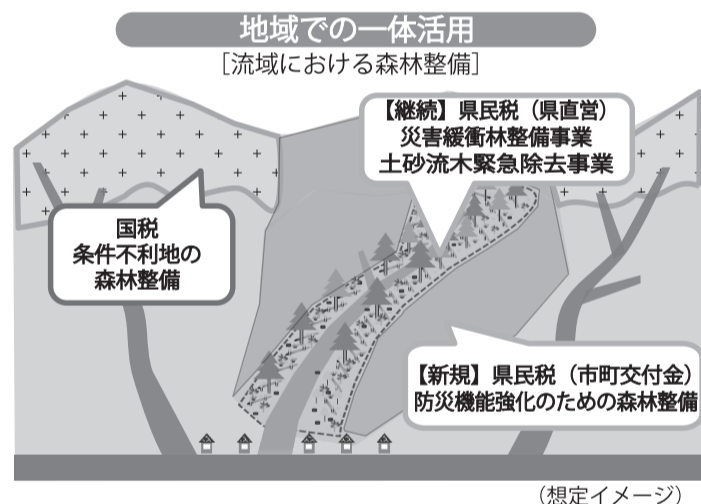 地域での一体活用
［流域における森林整備］
【継続】県民税（県直営）
災害緩衝林整備事業
土砂流木緊急除去事業
国税
条件不利地の
森林整備
【新規】県民税（市町交付金）
防災機能強化のための森林整備
（想定イメージ）